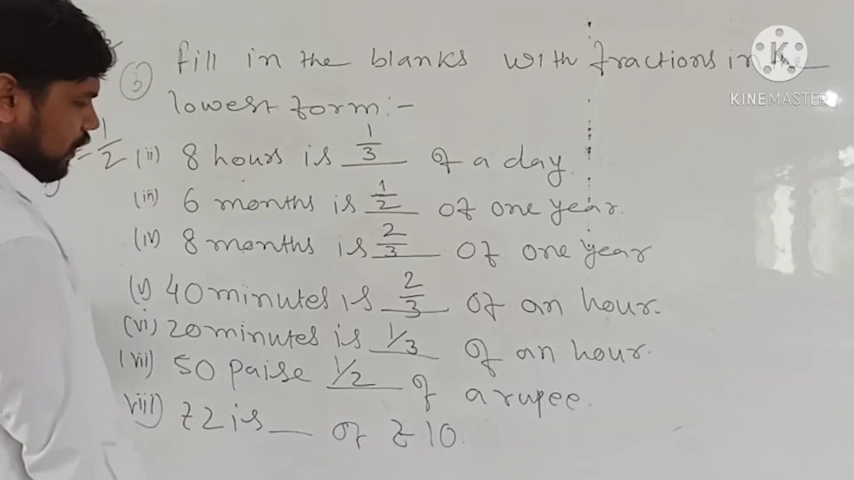 ③ fill in the blanks with fractions in the
lowest form:-
= 1/2
(ii) 8 hours is 1/3 of a day.
(iii) 6 months is 1/2 of one year.
(iv) 8 months is 2/3 of one year
(v) 40 minutes is 2/3 of an hour.
(vi) 20 minutes is 1/3 of an hour.
(vii) 50 paise 1/2 of a rupee.
viii) ₹2 is __ of ₹10.
K
KINEMASTER